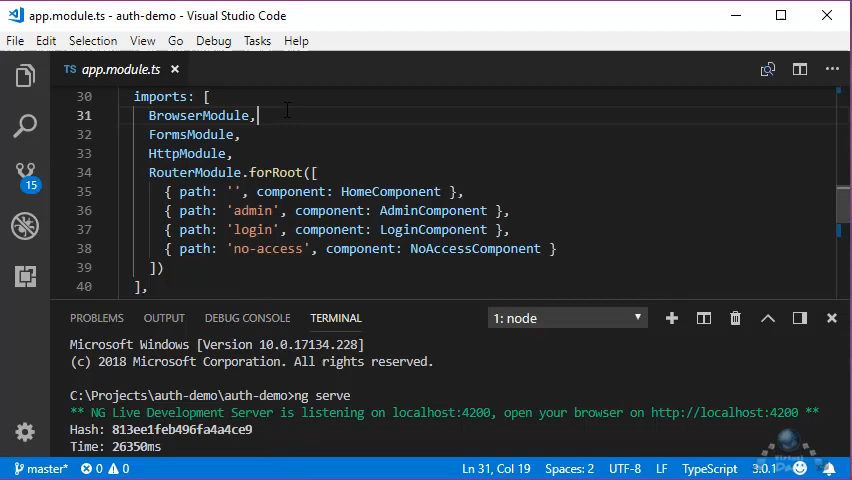 app.module.ts - auth-demo - Visual Studio Code
File Edit Selection View Go Debug Tasks Help
TS app.module.ts
30 imports: [
31 BrowserModule,
32 FormsModule,
33 HttpModule,
34 RouterModule.forRoot([
35 { path: '', component: HomeComponent },
36 { path: 'admin', component: AdminComponent },
37 { path: 'login', component: LoginComponent },
38 { path: 'no-access', component: NoAccessComponent }
39 ])
40 ],
15
PROBLEMS OUTPUT DEBUG CONSOLE TERMINAL 1: node
Microsoft Windows [Version 10.0.17134.228]
(c) 2018 Microsoft Corporation. All rights reserved.
C:\Projects\auth-demo\auth-demo>ng serve
** NG Live Development Server is listening on localhost:4200, open your browser on http://localhost:4200 **
Hash: 813ee1feb496fa4a4ce9
Time: 26350ms
master* 0 0 Ln 31, Col 19 Spaces: 2 UTF-8 LF TypeScript 3.0.1